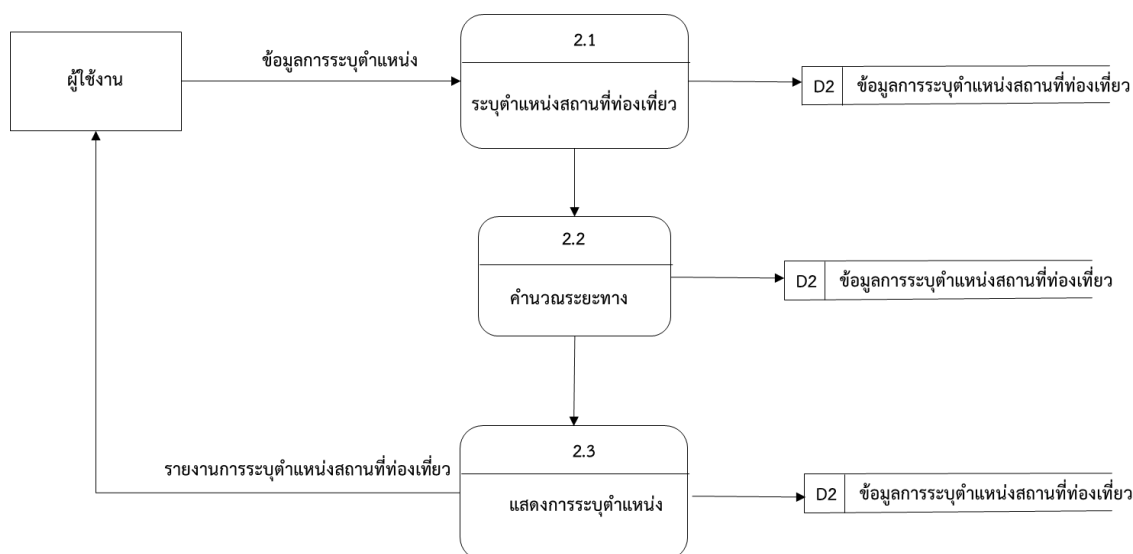 ผู้ใช้งาน
ข้อมูลการระบุตำแหน่ง
2.1
ระบุตำแหน่งสถานที่ท่องเที่ยว
D2 ข้อมูลการระบุตำแหน่งสถานที่ท่องเที่ยว
2.2
คำนวณระยะทาง
D2 ข้อมูลการระบุตำแหน่งสถานที่ท่องเที่ยว
รายงานการระบุตำแหน่งสถานที่ท่องเที่ยว
2.3
แสดงการระบุตำแหน่ง
D2 ข้อมูลการระบุตำแหน่งสถานที่ท่องเที่ยว